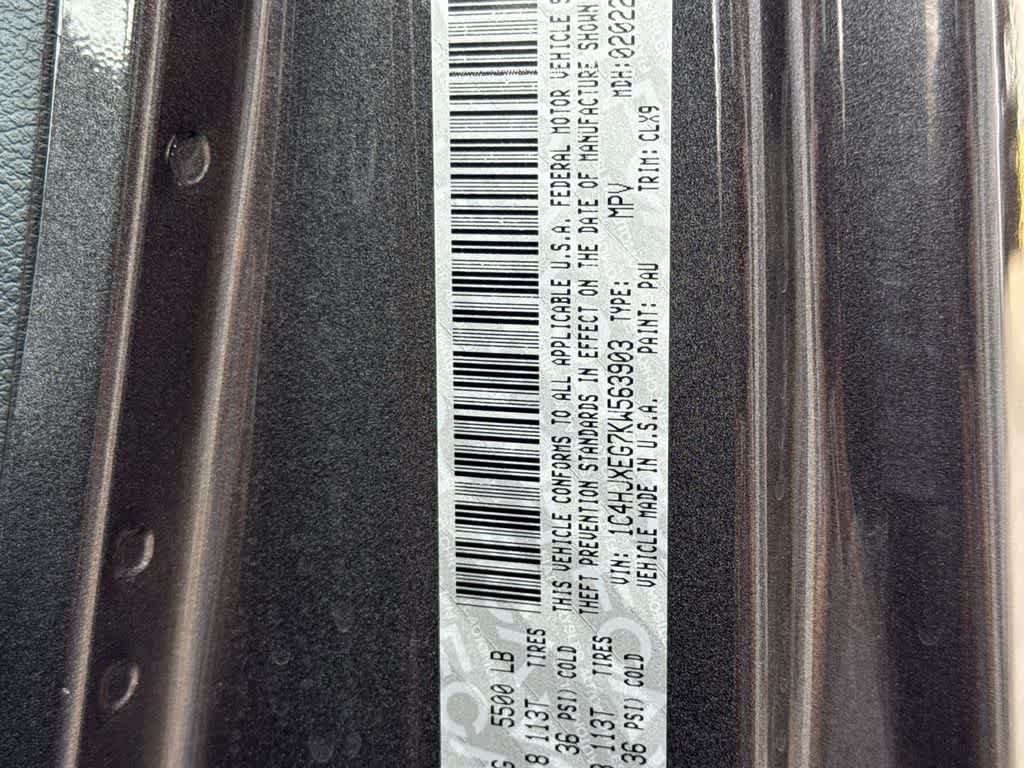 THIS VEHICLE CONFORMS TO ALL APPLICABLE U.S.A. FEDERAL MOTOR VEHICLE S
THEFT PREVENTION STANDARDS IN EFFECT ON THE DATE OF MANUFACTURE SHOWN
VIN: 1C4HJXEG7KW563903 TYPE: MPV MDH:02022
VEHICLE MADE IN U.S.A. PAINT: PAU TRIM: CLX9
G 5500 LB
8 113T TIRES
36 PSI) COLD
8 113T TIRES
36 PSI) COLD